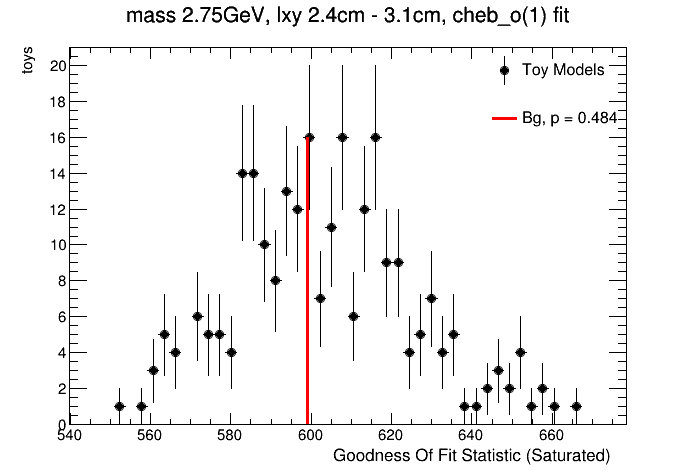 mass 2.75GeV, lxy 2.4cm - 3.1cm, cheb_o(1) fit
toys
20
18
16
14
12
10
8
6
4
2
0
Toy Models
Bg, p = 0.484
540 560 580 600 620 640 660
Goodness Of Fit Statistic (Saturated)